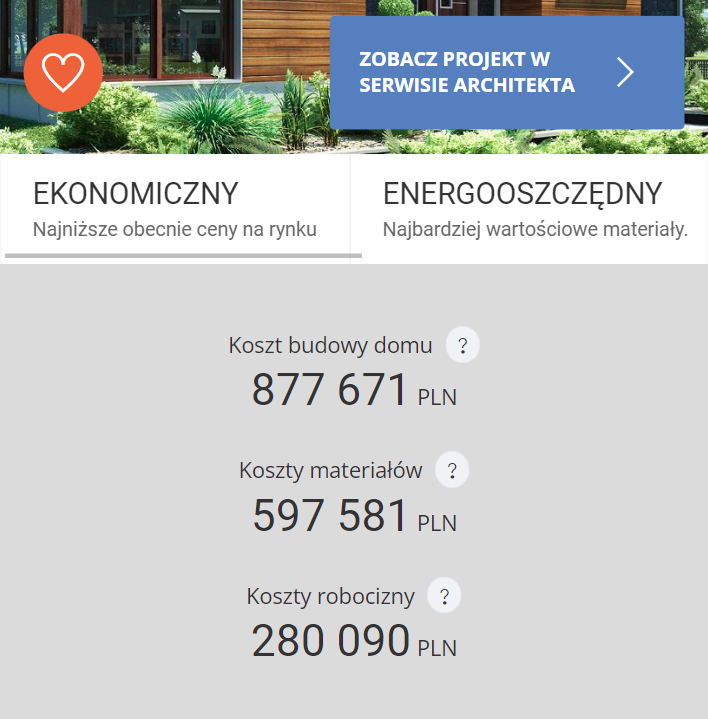 ZOBACZ PROJEKT W
SERWISIE ARCHITEKTA
EKONOMICZNY
Najniższe obecnie ceny na rynku
ENERGOOSZCZĘDNY
Najbardziej wartościowe materiały.
Koszt budowy domu ?
877 671 PLN
Koszty materiałów ?
597 581 PLN
Koszty robocizny ?
280 090 PLN